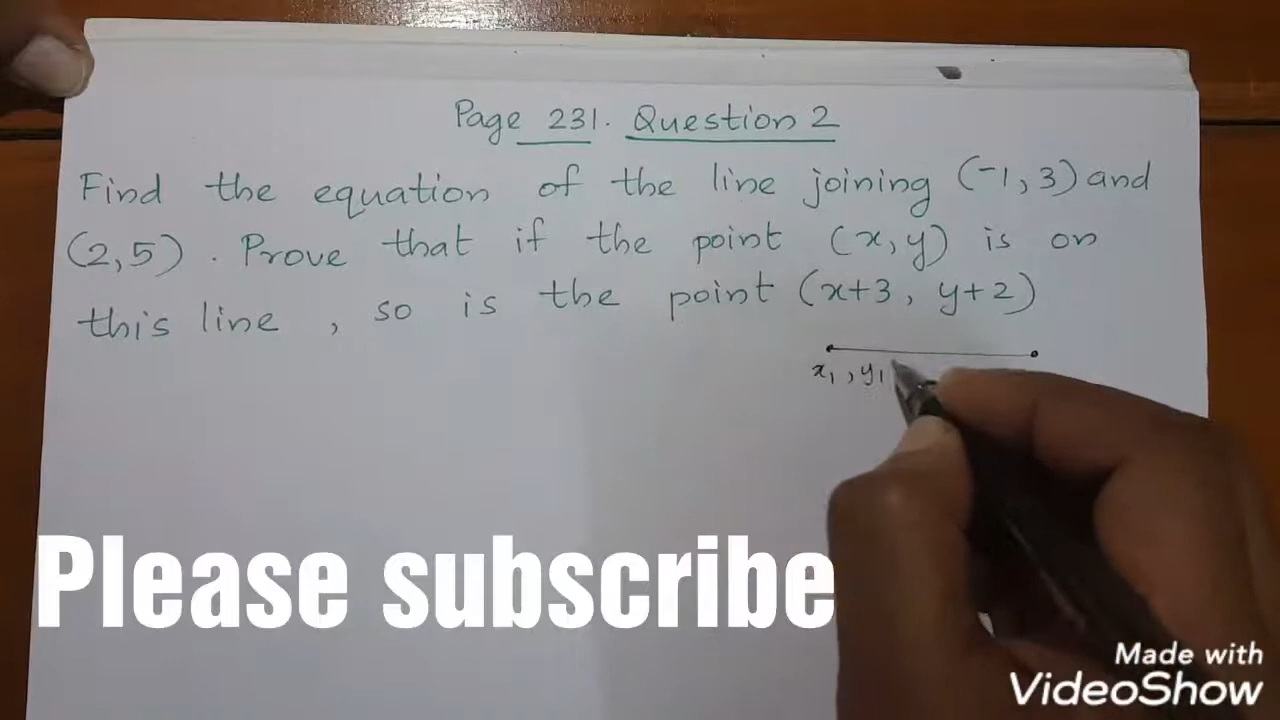 Page 231. Question 2
Find the equation of the line joining (-1, 3) and
(2, 5). Prove that if the point (x, y) is on
this line, so is the point (x+3, y+2)
x₁, y₁
Please subscribe
Made with
VideoShow